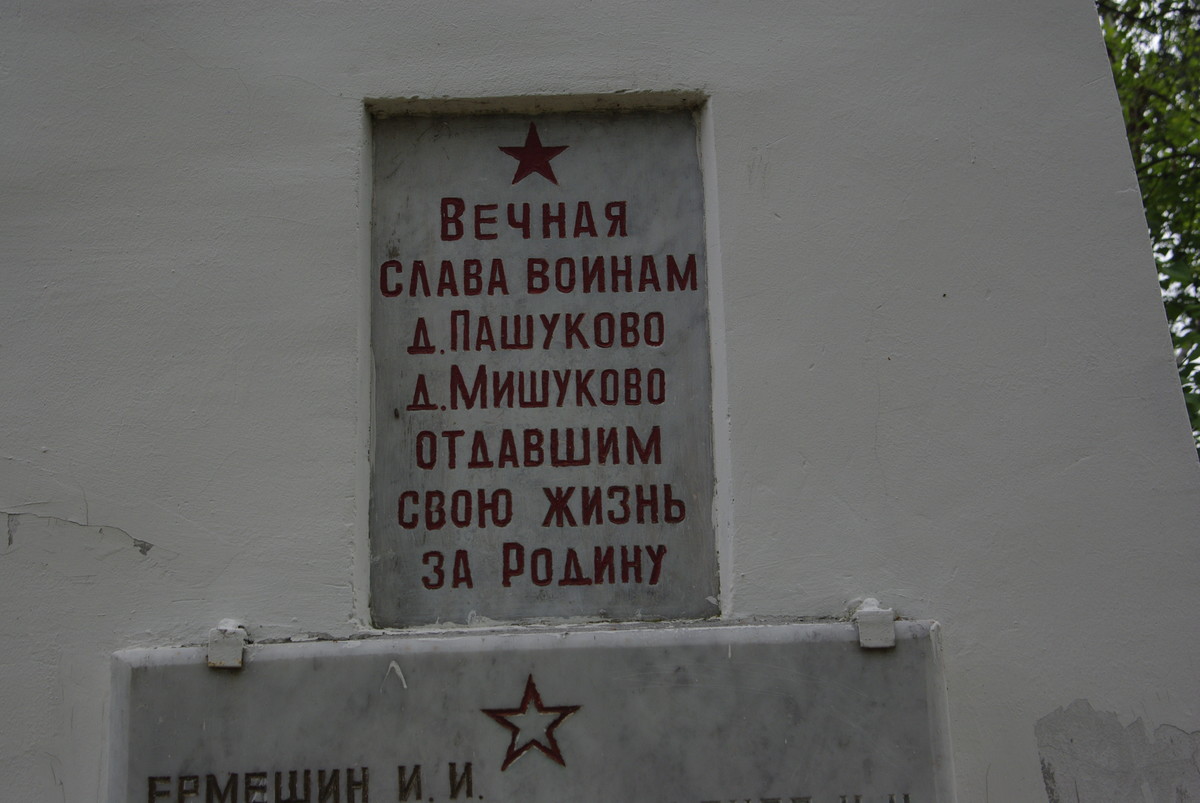 Вечная
слава воинам
д. Пашуково
д. Мишуково
отдавшим
свою жизнь
за Родину
ЕРМЕШИН И. И.